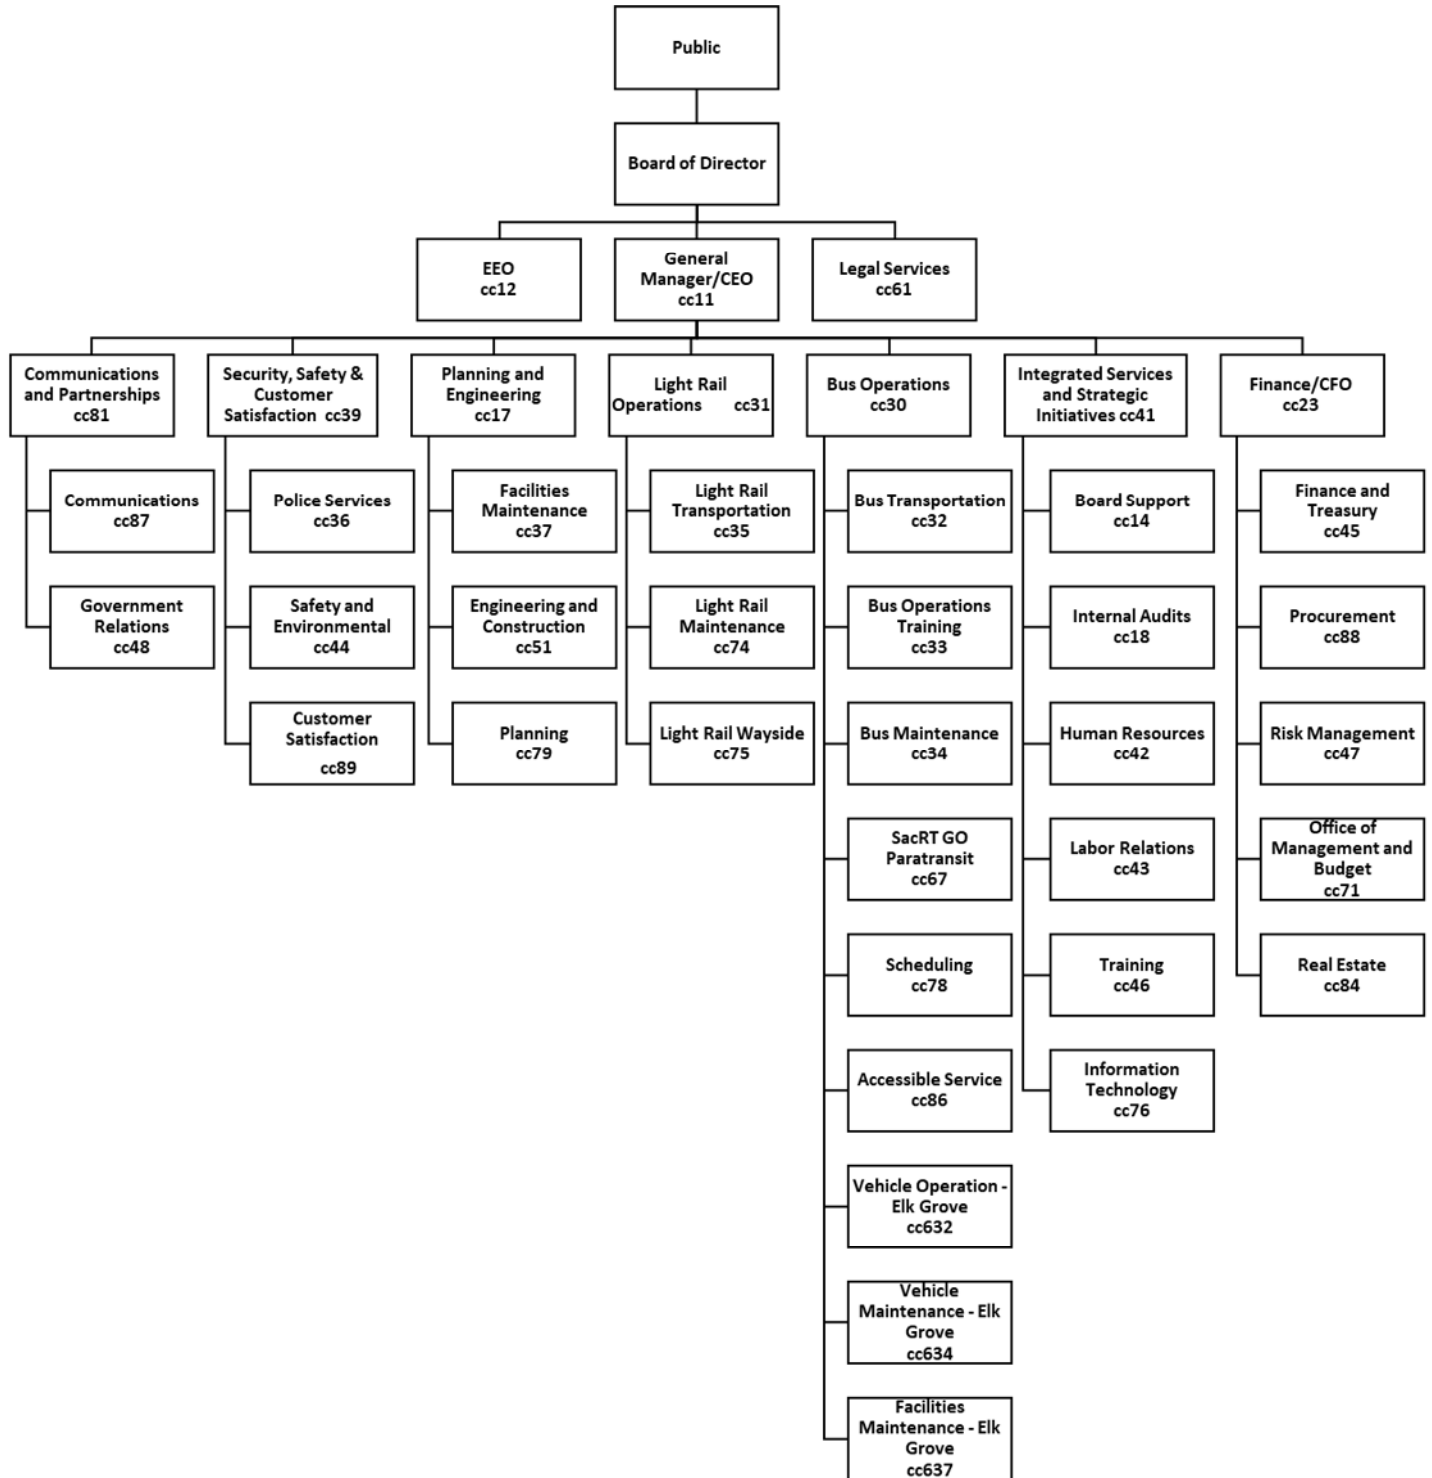 Public
Board of Director
EEO
cc12
General
Manager/CEO
cc11
Legal Services
cc61
Communications
and Partnerships
cc81
Security, Safety &
Customer
Satisfaction cc39
Planning and
Engineering
cc17
Light Rail
Operations cc31
Bus Operations
cc30
Integrated Services
and Strategic
Initiatives cc41
Finance/CFO
cc23
Communications
cc87
Government
Relations
cc48
Police Services
cc36
Safety and
Environmental
cc44
Customer
Satisfaction
cc89
Facilities
Maintenance
cc37
Engineering and
Construction
cc51
Planning
cc79
Light Rail
Transportation
cc35
Light Rail
Maintenance
cc74
Light Rail Wayside
cc75
Bus Transportation
cc32
Bus Operations
Training
cc33
Bus Maintenance
cc34
SacRT GO
Paratransit
cc67
Scheduling
cc78
Accessible Service
cc86
Vehicle Operation -
Elk Grove
cc632
Vehicle
Maintenance - Elk
Grove
cc634
Facilities
Maintenance - Elk
Grove
cc637
Board Support
cc14
Internal Audits
cc18
Human Resources
cc42
Labor Relations
cc43
Training
cc46
Information
Technology
cc76
Finance and
Treasury
cc45
Procurement
cc88
Risk Management
cc47
Office of
Management and
Budget
cc71
Real Estate
cc84